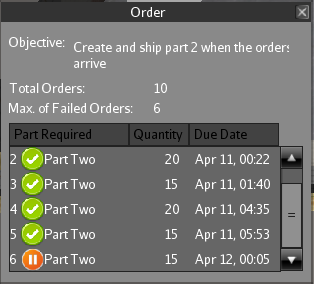 Order
Objective: Create and ship part 2 when the orders
arrive
Total Orders: 10
Max. of Failed Orders: 6
Part Required Quantity Due Date
2 Part Two 20 Apr 11, 00:22
3 Part Two 15 Apr 11, 01:40
4 Part Two 20 Apr 11, 04:35
5 Part Two 15 Apr 11, 05:53
6 Part Two 15 Apr 12, 00:05